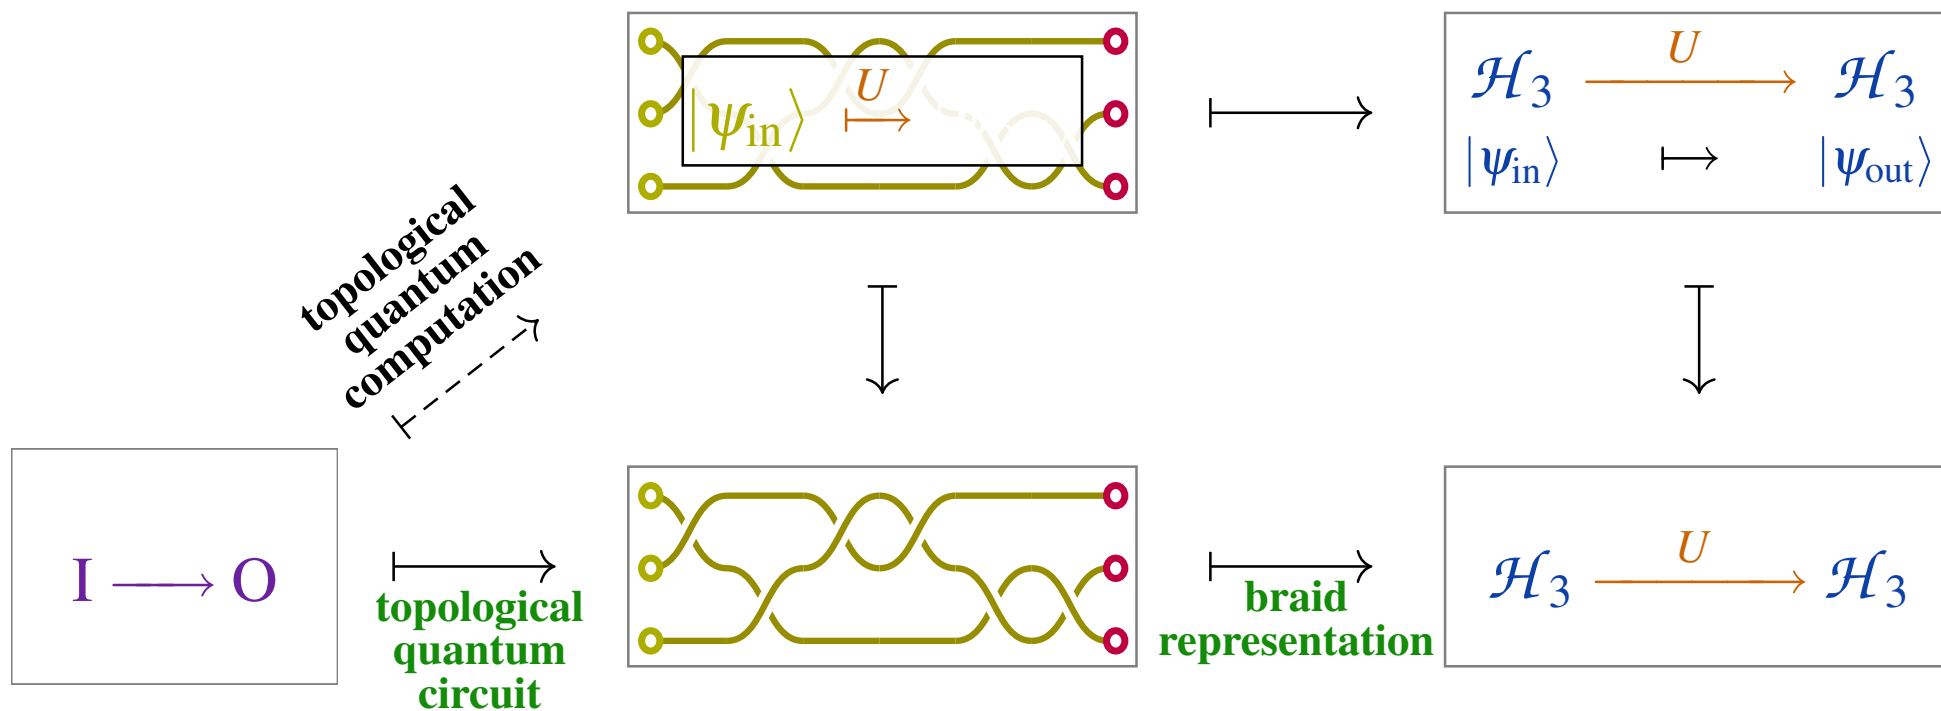 U
|ψin⟩ ⟼
ℋ3 ⟶ ℋ3
U
|ψin⟩ ⟼ |ψout⟩
topological
quantum
computation
I ⟶ O
topological
quantum
circuit
braid
representation
U
ℋ3 ⟶ ℋ3